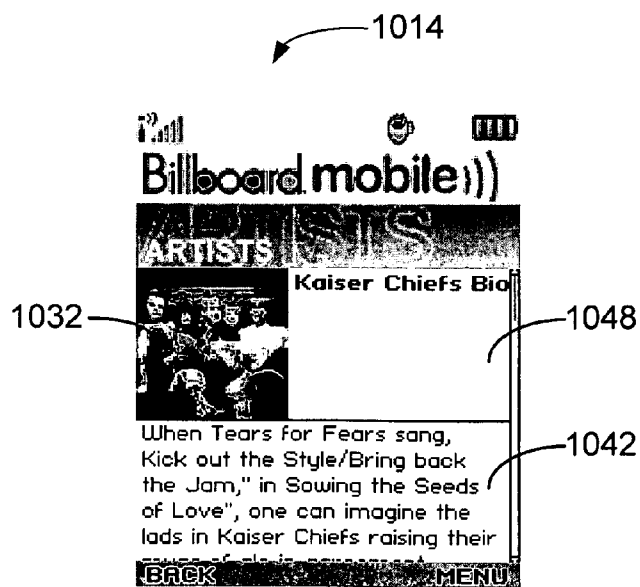 1014
Billboard mobile
ARTISTS
ARTISTS
Kaiser Chiefs Bio
1032
1048
When Tears for Fears sang,
Kick out the Style/Bring back
the Jam," in Sowing the Seeds
1042
of Love", one can imagine the
lads in Kaiser Chiefs raising their
BACK MENU